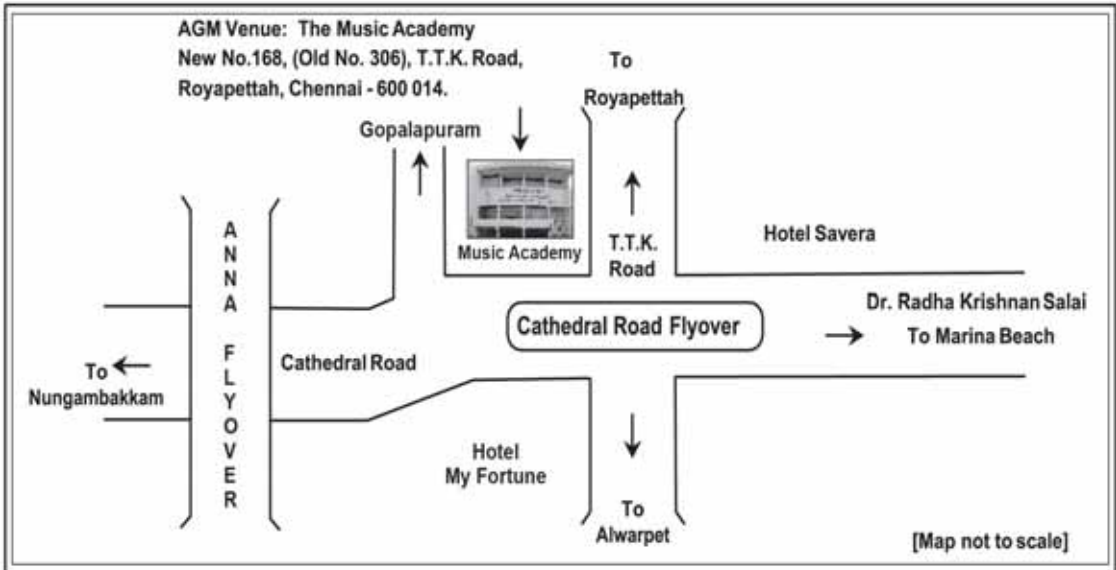 AGM Venue: The Music Academy
New No.168, (Old No. 306), T.T.K. Road,
Royapettah, Chennai - 600 014.
To
Royapettah
Gopalapuram
Music Academy
T.T.K.
Road
Hotel Savera
ANNA FLYOVER
Cathedral Road Flyover
Dr. Radha Krishnan Salai
To Marina Beach
Cathedral Road
To
Nungambakkam
Hotel
My Fortune
To
Alwarpet
[Map not to scale]